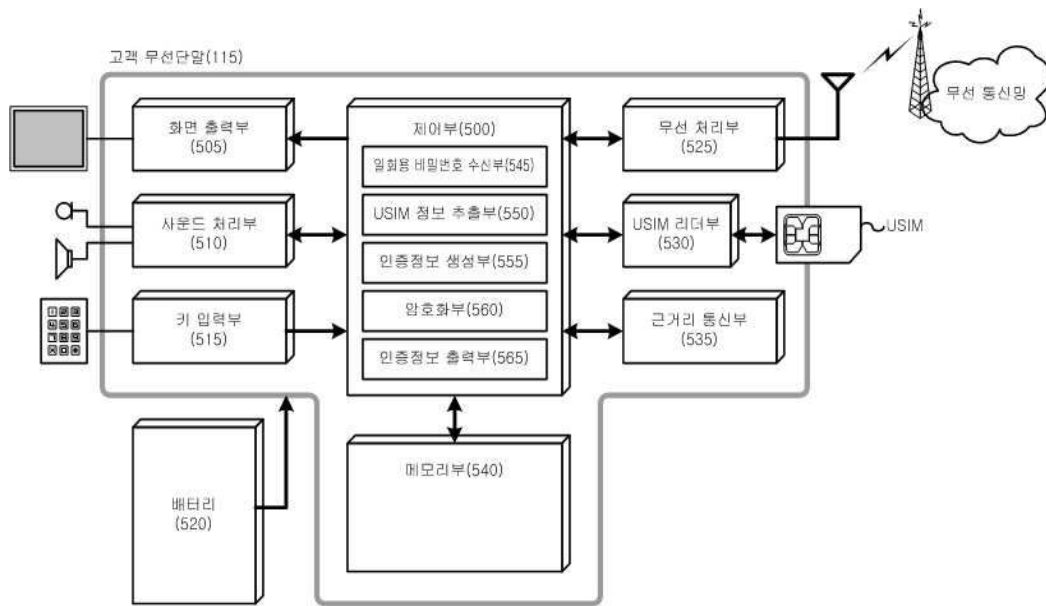 고객 무선단말(115)
화면 출력부
(505)
사운드 처리부
(510)
키 입력부
(515)
배터리
(520)
제어부(500)
일회용 비밀번호 수신부(545)
USIM 정보 추출부(550)
인증정보 생성부(555)
암호화부(560)
인증정보 출력부(565)
메모리부(540)
무선 처리부
(525)
USIM 리더부
(530)
근거리 통신부
(535)
무선 통신망
USIM